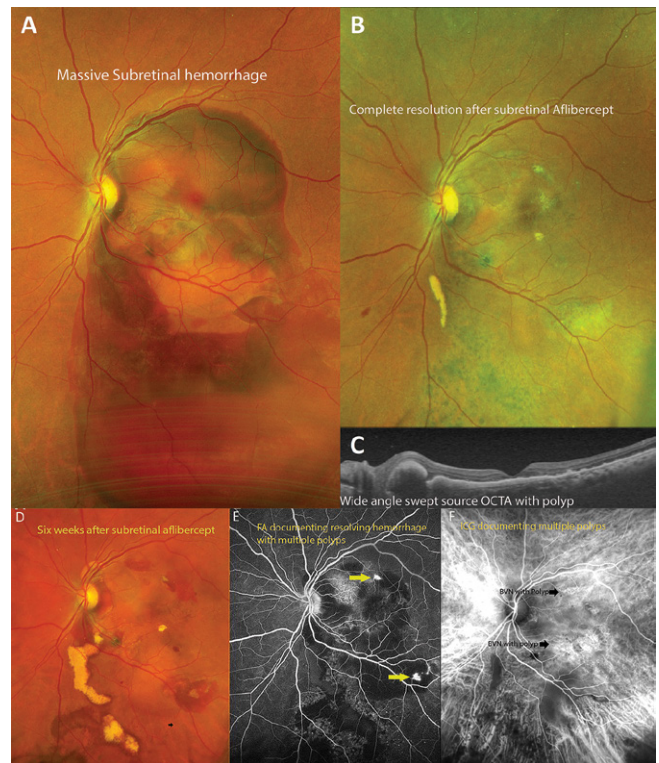 A
Massive Subretinal hemorrhage
B
Complete resolution after subretinal Aflibercept
C
Wide angle swept source OCTA with polyp
D
Six weeks after subretinal aflibercept
E
FA documenting resolving hemorrhage
with multiple polyps
F
ICG documenting multiple polyps
BVN with Polyp
BVN with polyp